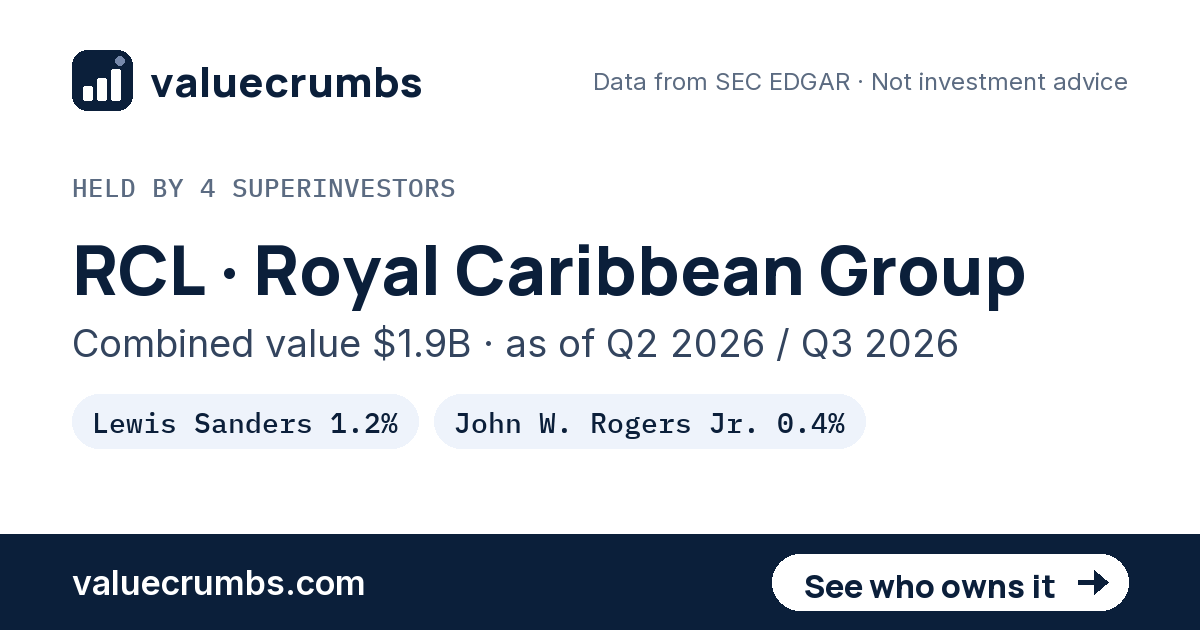 valuecrumbs
Data from SEC EDGAR · Not investment advice
HELD BY 4 SUPERINVESTORS
RCL · Royal Caribbean Group
Combined value $1.9B · as of Q2 2026 / Q3 2026
Lewis Sanders 1.2%
John W. Rogers Jr. 0.4%
valuecrumbs.com
See who owns it →